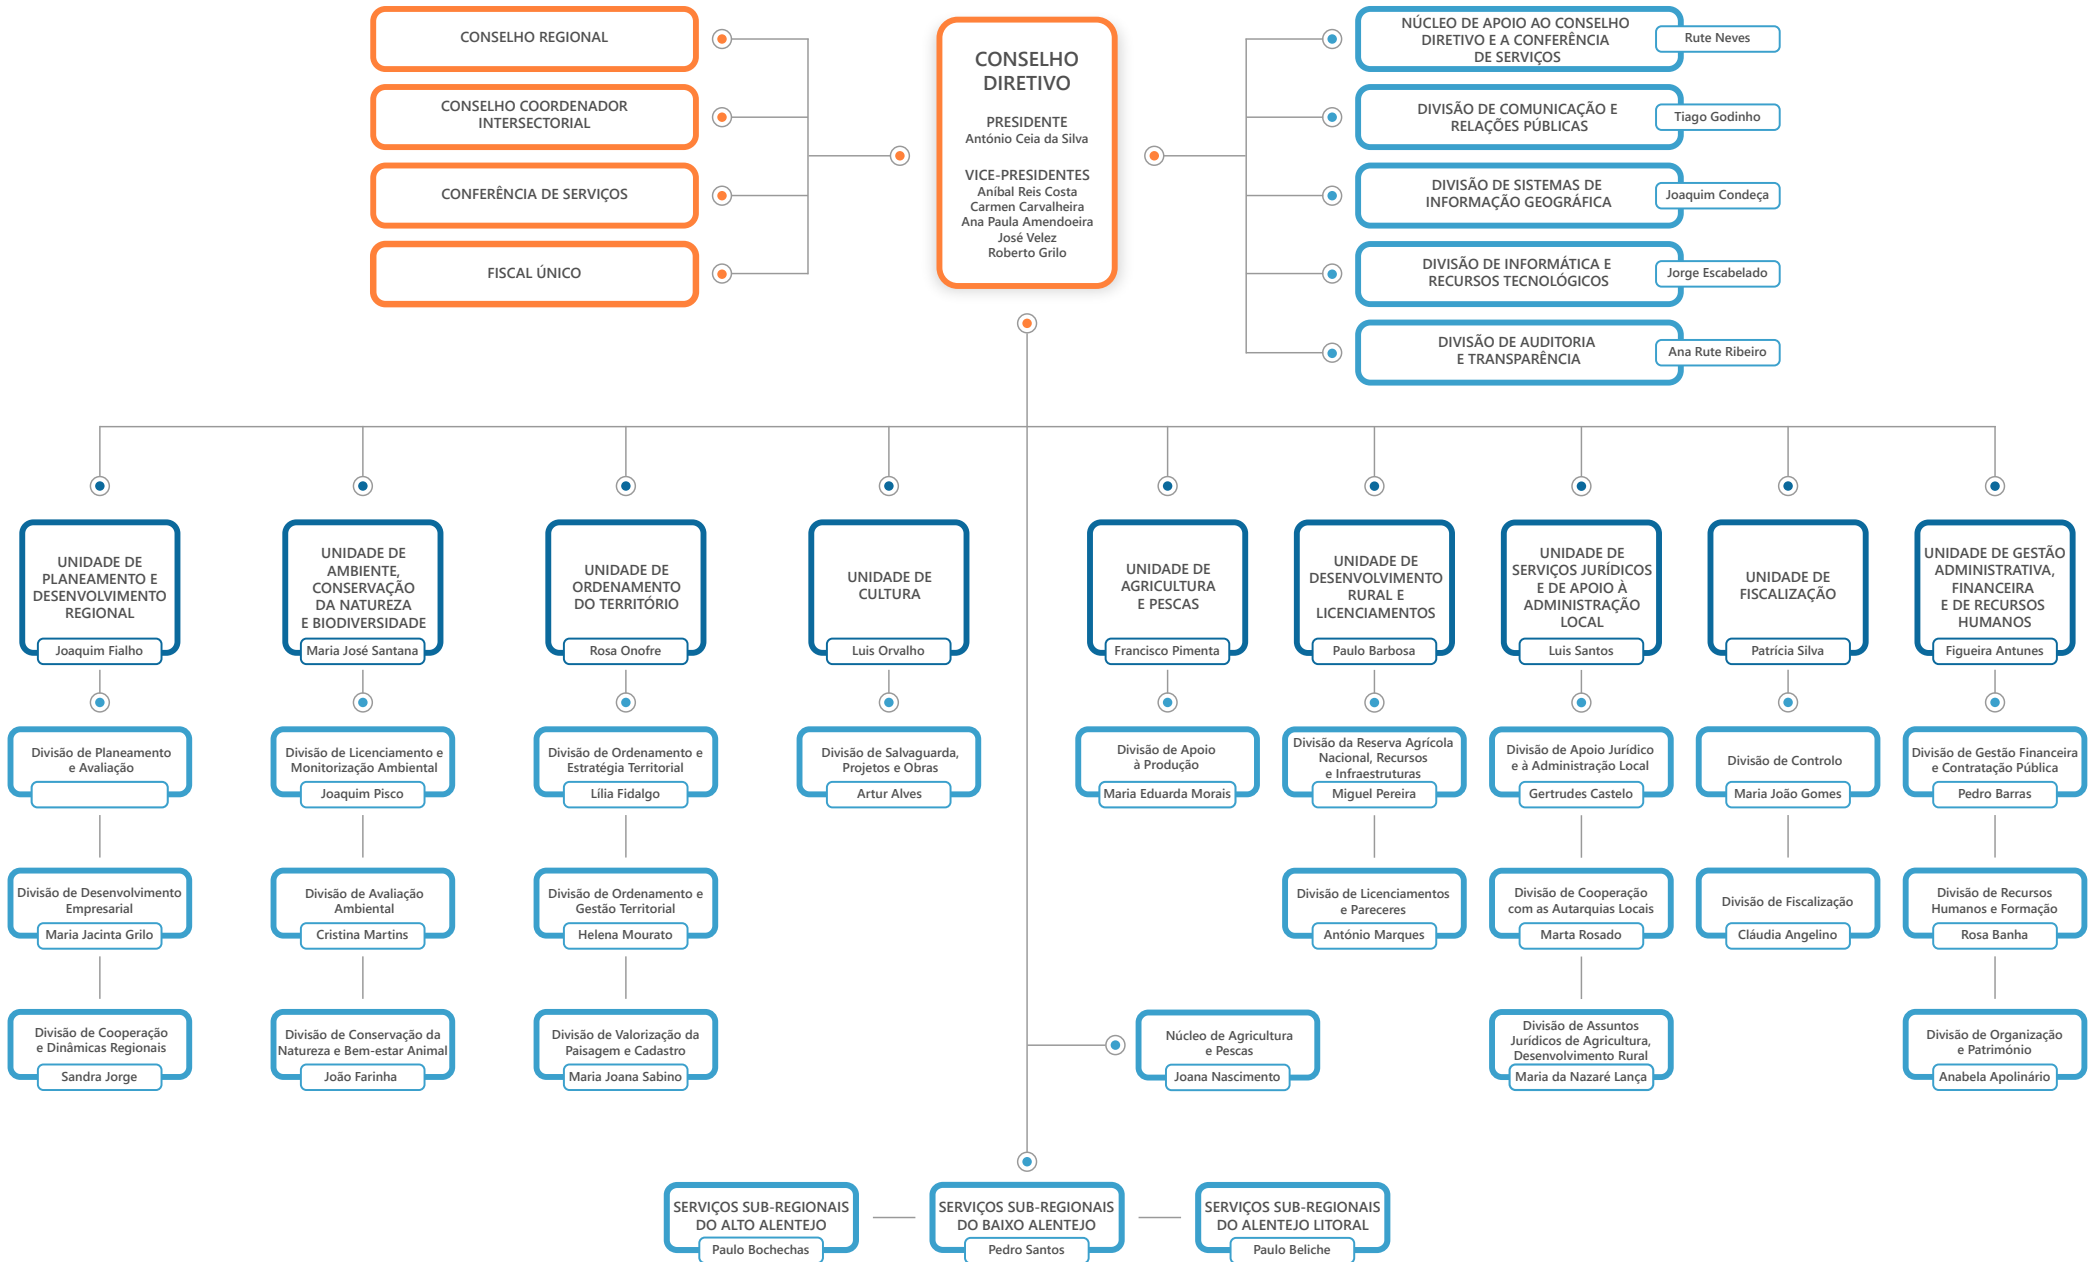 CONSELHO REGIONAL
CONSELHO COORDENADOR
INTERSECTORIAL
CONFERÊNCIA DE SERVIÇOS
FISCAL ÚNICO
CONSELHO
DIRETIVO
PRESIDENTE
António Ceia da Silva
VICE-PRESIDENTES
Aníbal Reis Costa
Carmen Carvalheira
Ana Paula Amendoeira
José Velez
Roberto Grilo
NÚCLEO DE APOIO AO CONSELHO
DIRETIVO E A CONFERÊNCIA
DE SERVIÇOS
Rute Neves
DIVISÃO DE COMUNICAÇÃO E
RELAÇÕES PÚBLICAS
Tiago Godinho
DIVISÃO DE SISTEMAS DE
INFORMAÇÃO GEOGRÁFICA
Joaquim Condeça
DIVISÃO DE INFORMÁTICA E
RECURSOS TECNOLÓGICOS
Jorge Escabelado
DIVISÃO DE AUDITORIA
E TRANSPARÊNCIA
Ana Rute Ribeiro
UNIDADE DE
PLANEAMENTO E
DESENVOLVIMENTO
REGIONAL
Joaquim Fialho
UNIDADE DE
AMBIENTE,
CONSERVAÇÃO
DA NATUREZA
E BIODIVERSIDADE
Maria José Santana
UNIDADE DE
ORDENAMENTO
DO TERRITÓRIO
Rosa Onofre
UNIDADE DE
CULTURA
Luis Orvalho
UNIDADE DE
AGRICULTURA
E PESCAS
Francisco Pimenta
UNIDADE DE
DESENVOLVIMENTO
RURAL E
LICENCIAMENTOS
Paulo Barbosa
UNIDADE DE
SERVIÇOS JURÍDICOS
E DE APOIO À
ADMINISTRAÇÃO
LOCAL
Luis Santos
UNIDADE DE
FISCALIZAÇÃO
Patrícia Silva
UNIDADE DE GESTÃO
ADMINISTRATIVA,
FINANCEIRA
E DE RECURSOS
HUMANOS
Figueira Antunes
Divisão de Planeamento
e Avaliação
Divisão de Licenciamento e
Monitorização Ambiental
Joaquim Pisco
Divisão de Ordenamento e
Estratégia Territorial
Lília Fidalgo
Divisão de Salvaguarda,
Projetos e Obras
Artur Alves
Divisão de Apoio
à Produção
Maria Eduarda Morais
Divisão da Reserva Agrícola
Nacional, Recursos
e Infraestruturas
Miguel Pereira
Divisão de Apoio Jurídico
e à Administração Local
Gertrudes Castelo
Divisão de Controlo
Maria João Gomes
Divisão de Gestão Financeira
e Contratação Pública
Pedro Barras
Divisão de Desenvolvimento
Empresarial
Maria Jacinta Grilo
Divisão de Avaliação
Ambiental
Cristina Martins
Divisão de Ordenamento e
Gestão Territorial
Helena Mourato
Divisão de Licenciamentos
e Pareceres
António Marques
Divisão de Cooperação
com as Autarquias Locais
Marta Rosado
Divisão de Fiscalização
Cláudia Angelino
Divisão de Recursos
Humanos e Formação
Rosa Banha
Divisão de Cooperação
e Dinâmicas Regionais
Sandra Jorge
Divisão de Conservação da
Natureza e Bem-estar Animal
João Farinha
Divisão de Valorização da
Paisagem e Cadastro
Maria Joana Sabino
Núcleo de Agricultura
e Pescas
Joana Nascimento
Divisão de Assuntos
Jurídicos de Agricultura,
Desenvolvimento Rural
Maria da Nazaré Lança
Divisão de Organização
e Património
Anabela Apolinário
SERVIÇOS SUB-REGIONAIS
DO ALTO ALENTEJO
Paulo Bochechas
SERVIÇOS SUB-REGIONAIS
DO BAIXO ALENTEJO
Pedro Santos
SERVIÇOS SUB-REGIONAIS
DO ALENTEJO LITORAL
Paulo Beliche